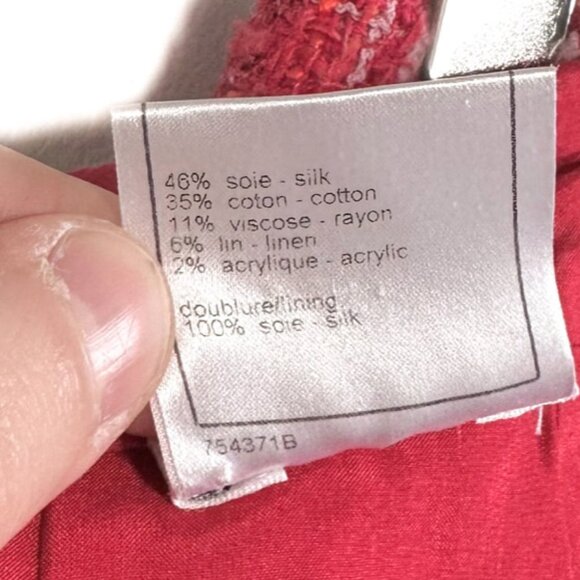 46% soie - silk
35% coton - cotton
11% viscose - rayon
6% lin - linen
2% acrylique - acrylic
doublure/lining
100% soie - silk
754371B